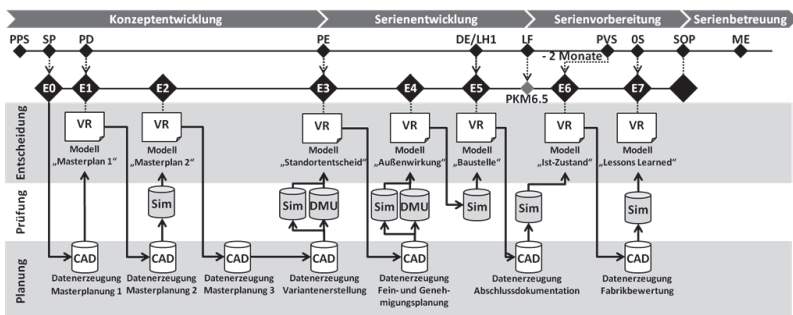 Konzeptentwicklung Serienentwicklung Serienvorbereitung Serienbetreuung
PPS SP PD PE DE/LH1 LF PVS 0S SOP ME
- 2 Monate
E0 E1 E2 E3 E4 E5 PKM6.5 E6 E7
Entscheidung
VR VR VR VR VR VR VR
Modell Modell Modell Modell Modell Modell Modell
„Masterplan 1“ „Masterplan 2“ „Standortentscheid“ „Außenwirkung“ „Baustelle“ „Ist-Zustand“ „Lessons Learned“
Prüfung
Sim Sim DMU Sim DMU Sim Sim Sim
Planung
CAD CAD CAD CAD CAD CAD CAD
Datenerzeugung Datenerzeugung Datenerzeugung Datenerzeugung Datenerzeugung Datenerzeugung Datenerzeugung
Masterplanung 1 Masterplanung 2 Masterplanung 3 Variantenerstellung Fein- und Geneh- Abschlussdokumentation Fabrikbewertung
migungsplanung